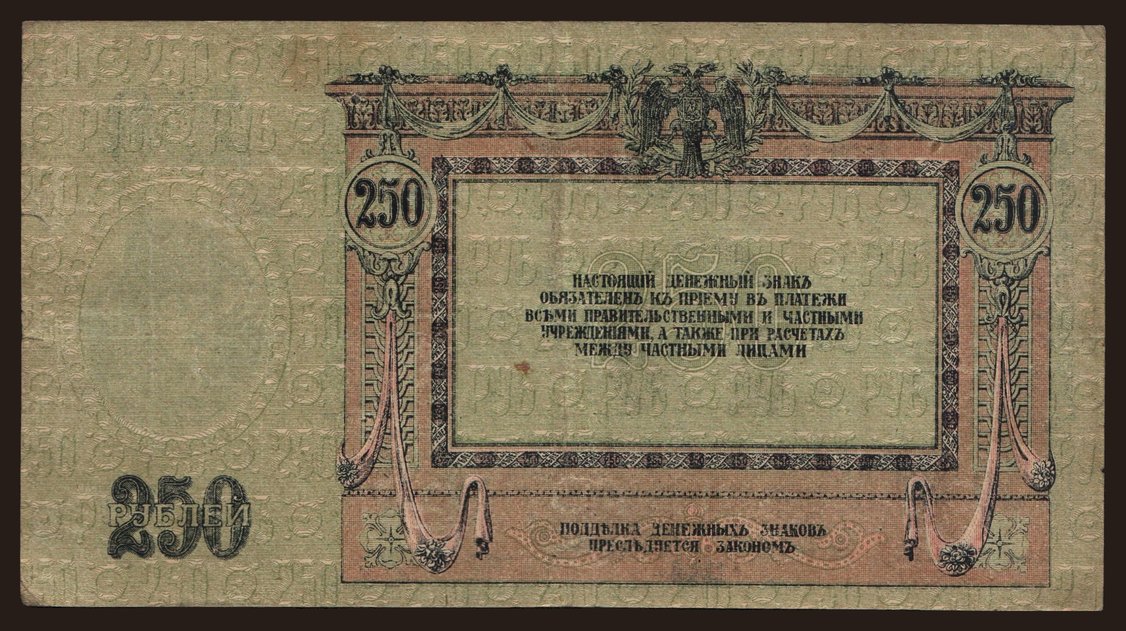 250
250
НАСТОЯЩІЙ ДЕНЕЖНЫЙ ЗНАКЪ
ОБЯЗАТЕЛЕНЪ КЪ ПРІЕМУ ВЪ ПЛАТЕЖИ
ВСѢМИ ПРАВИТЕЛЬСТВЕННЫМИ И ЧАСТНЫМИ
УЧРЕЖДЕНІЯМИ, А ТАКЖЕ ПРИ РАСЧЕТАХЪ
МЕЖДУ ЧАСТНЫМИ ЛИЦАМИ
250
РУБЛЕЙ
ПОДДѢЛКА ДЕНЕЖНЫХЪ ЗНАКОВЪ
ПРЕСЛѢДУЕТСЯ ЗАКОНОМЪ